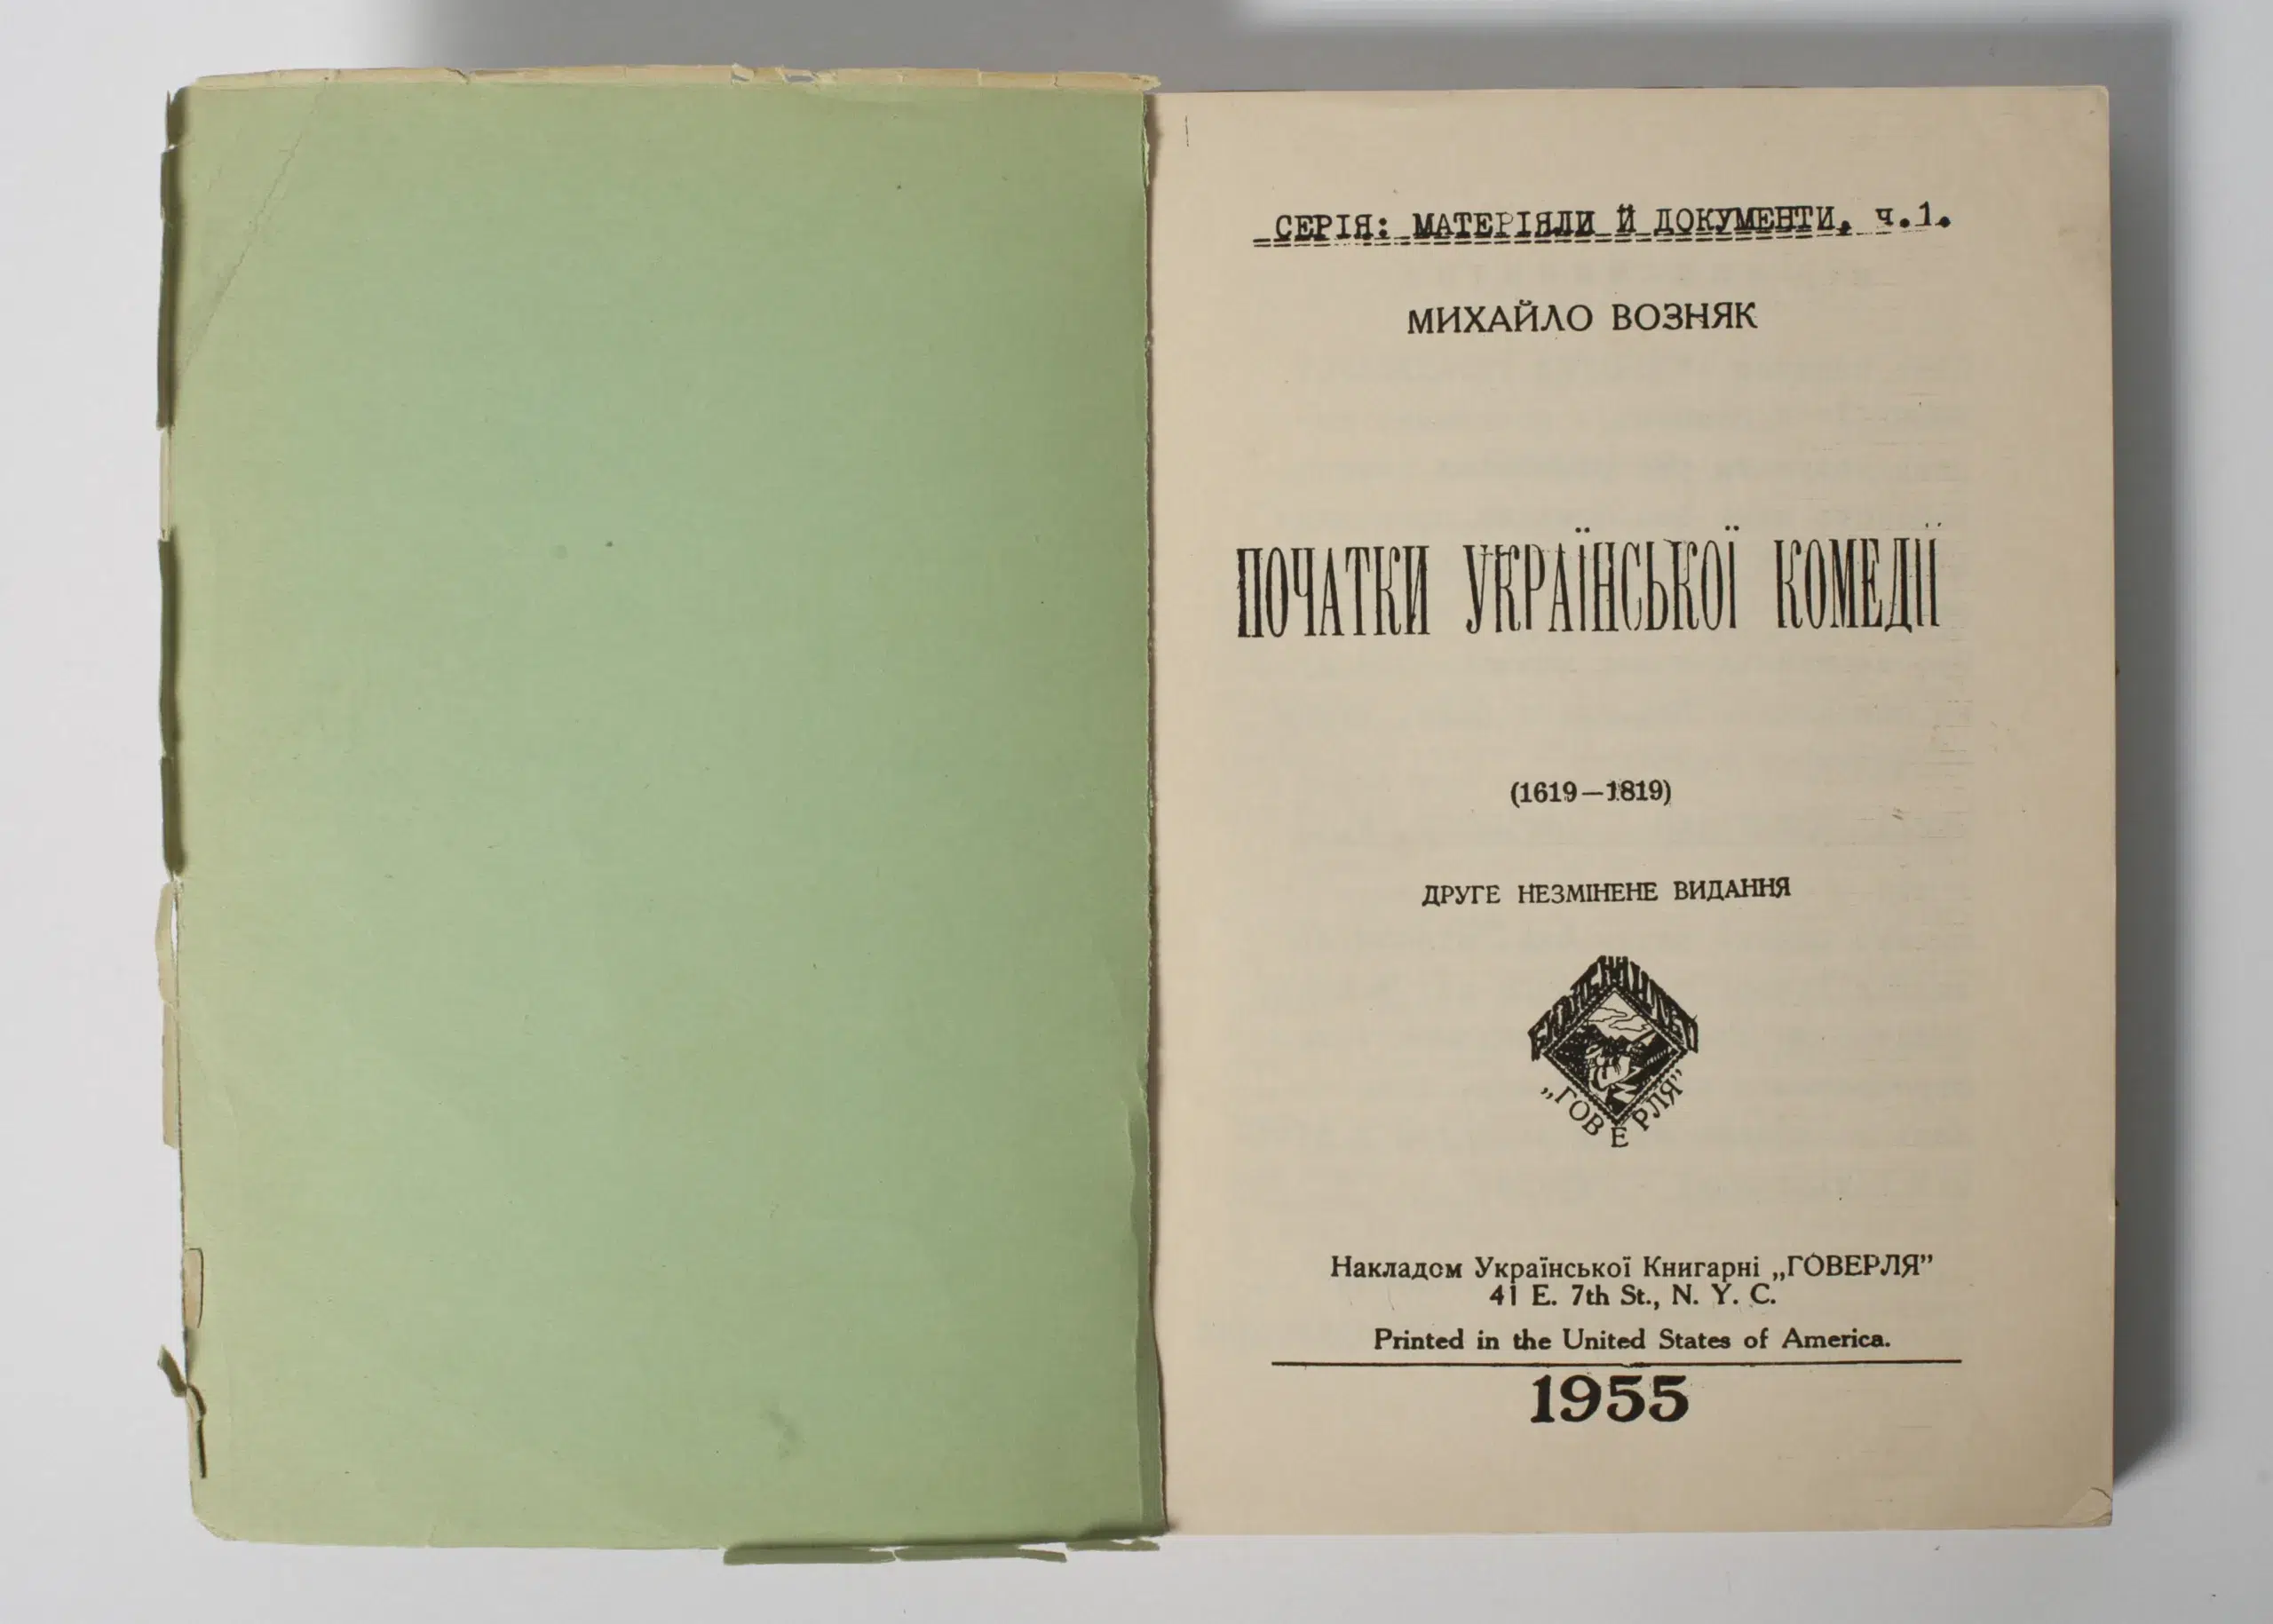 СЕРІЯ: МАТЕРІЯЛИ Й ДОКУМЕНТИ, ч.1.
МИХАЙЛО ВОЗНЯК
ПОЧАТКИ УКРАЇНСЬКОЇ КОМЕДІЇ
(1619—1819)
ДРУГЕ НЕЗМІНЕНЕ ВИДАННЯ
„ГОВЕРЛЯ”
Накладом Української Книгарні „ГОВЕРЛЯ”
41 E. 7th St., N. Y. C.
Printed in the United States of America.
1955